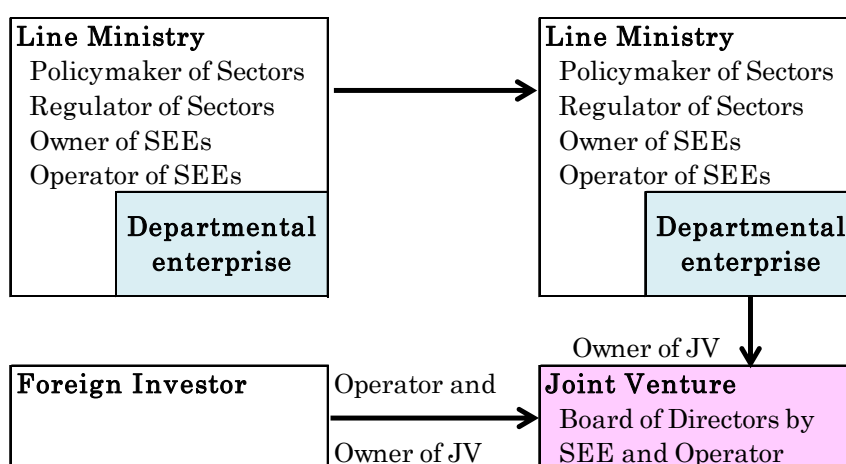 Line Ministry
Policymaker of Sectors
Regulator of Sectors
Owner of SEEs
Operator of SEEs
Departmental
enterprise
Line Ministry
Policymaker of Sectors
Regulator of Sectors
Owner of SEEs
Operator of SEEs
Departmental
enterprise
Owner of JV
Foreign Investor
Operator and
Owner of JV
Joint Venture
Board of Directors by
SEE and Operator